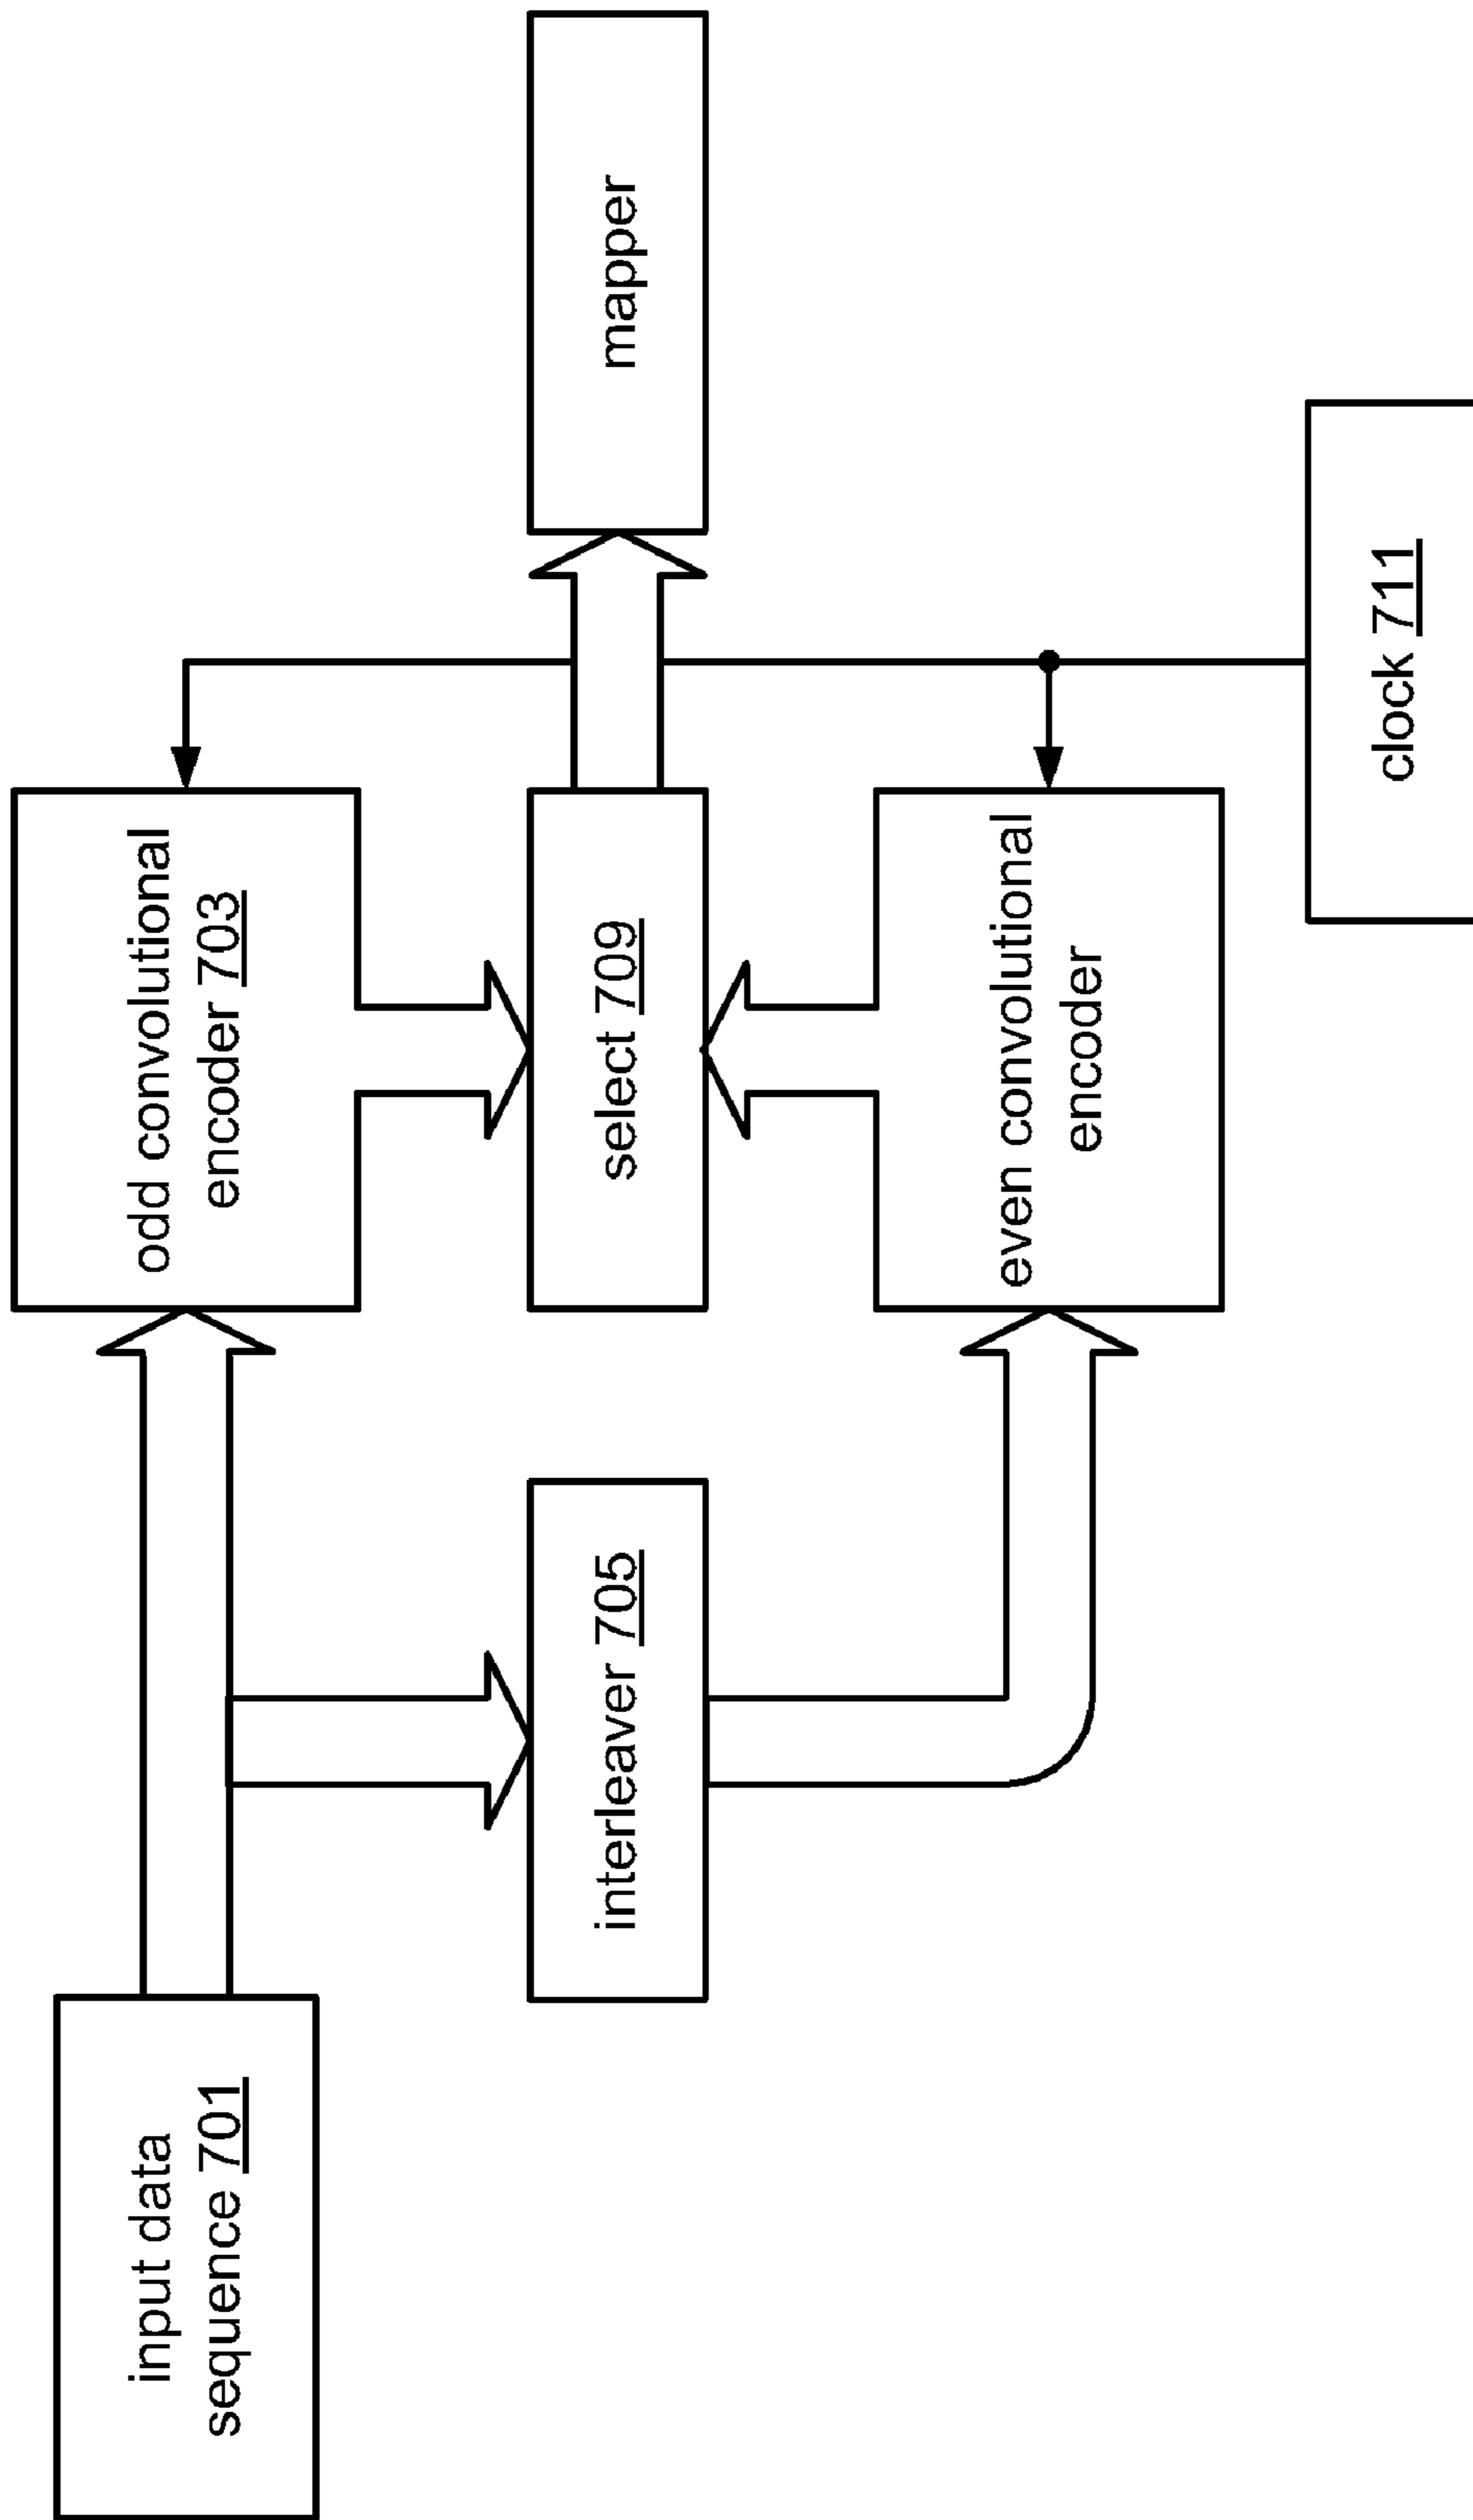 input data
sequence 701
odd convolutional
encoder 703
interleaver 705
select 709
mapper
even convolutional
encoder
clock 711